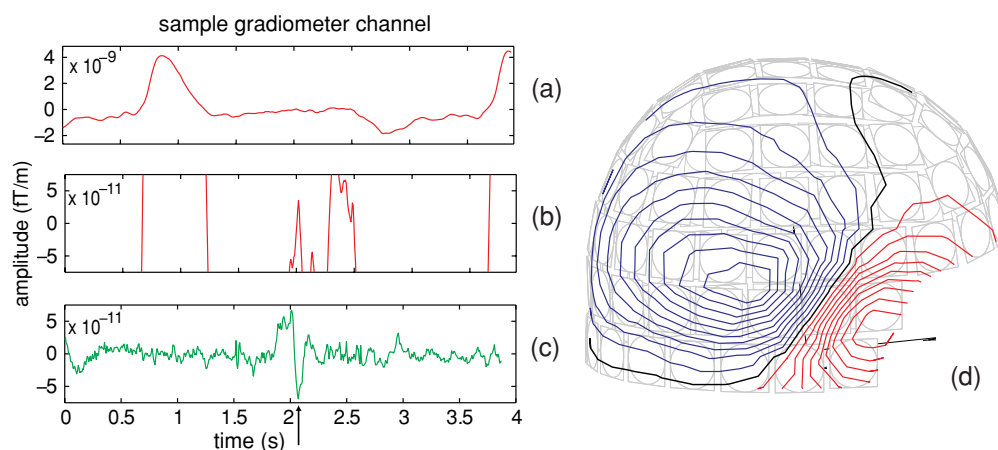 sample gradiometer channel
amplitude (fT/m)
x 10⁻⁹
4
2
0
−2
(a)
x 10⁻¹¹
5
0
−5
(b)
x 10⁻¹¹
5
0
−5
(c)
0 0.5 1 1.5 2 2.5 3 3.5 4
time (s)
(d)